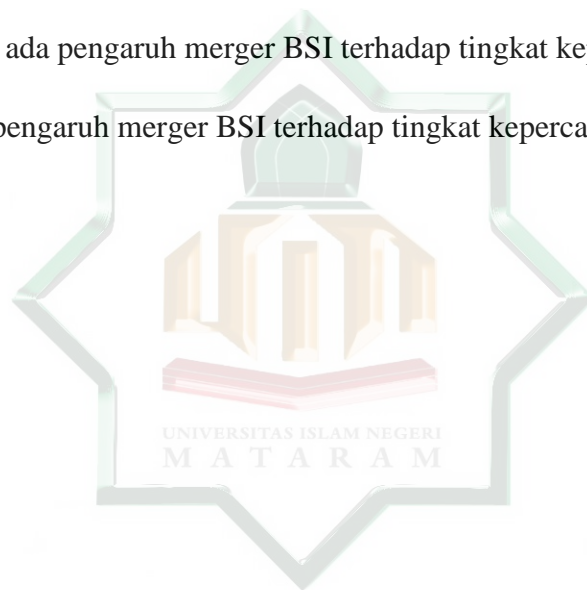 ada pengaruh merger BSI terhadap tingkat ke
pengaruh merger BSI terhadap tingkat keperca
UNIVERSITAS ISLAM NEGERI
MATARAM